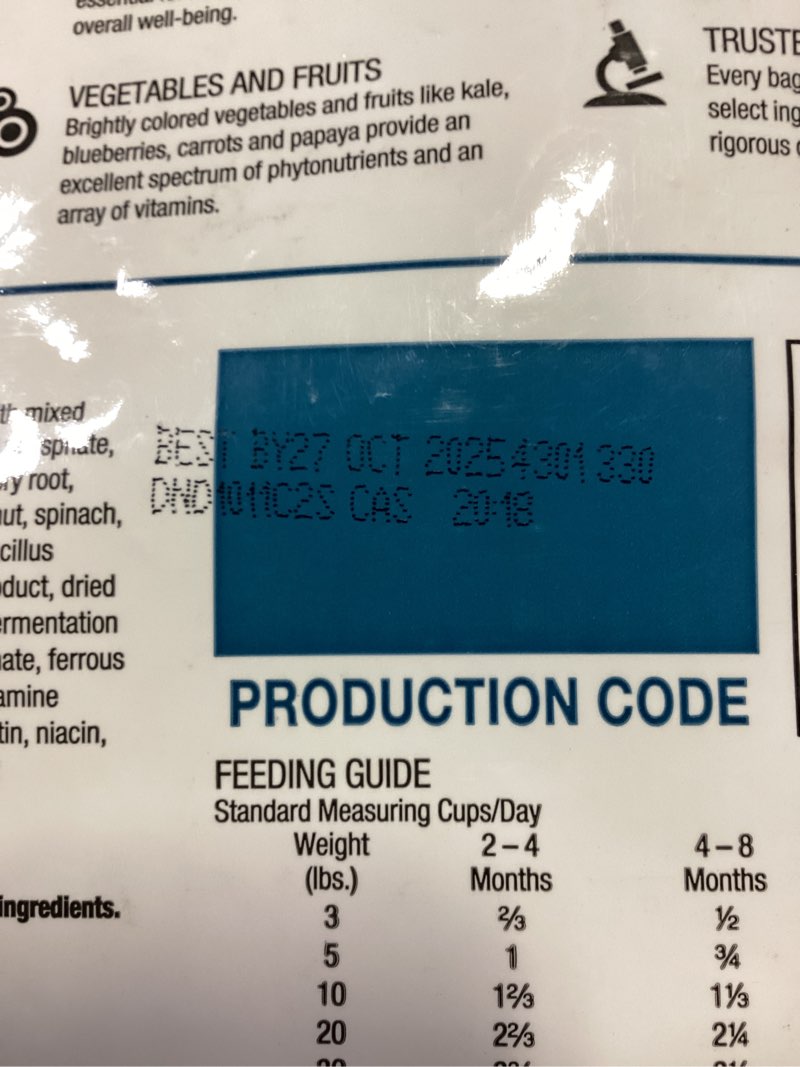 overall well-being.
VEGETABLES AND FRUITS
Brightly colored vegetables and fruits like kale,
blueberries, carrots and papaya provide an
excellent spectrum of phytonutrients and an
array of vitamins.
TRUSTE
Every bag
select ing
rigorous
mixed
root,
ut, spinach,
cillus
duct, dried
ermentation
ate, ferrous
amine
tin, niacin,
ingredients.
BEST BY27 OCT 20254301330
DND1011C2S CAS 20:18
PRODUCTION CODE
FEEDING GUIDE
Standard Measuring Cups/Day
Weight 2–4 4–8
(lbs.) Months Months
3 ⅔ ½
5 1 ¾
10 1⅔ 1⅓
20 2⅔ 2¼